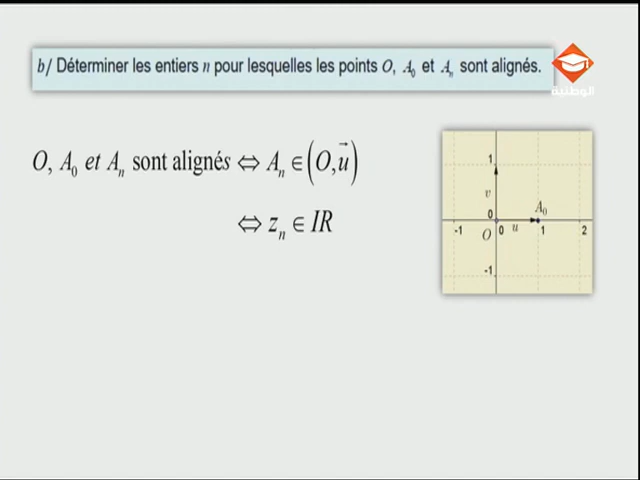 b/ Déterminer les entiers n pour lesquelles les points O, A₀ et Aₙ sont alignés.
الوطنية
O, A₀ et Aₙ sont alignés ⇔ Aₙ ∈ (O, u⃗)
⇔ zₙ ∈ IR
1
v
A₀
0
-1 O 0 u 1 2
-1